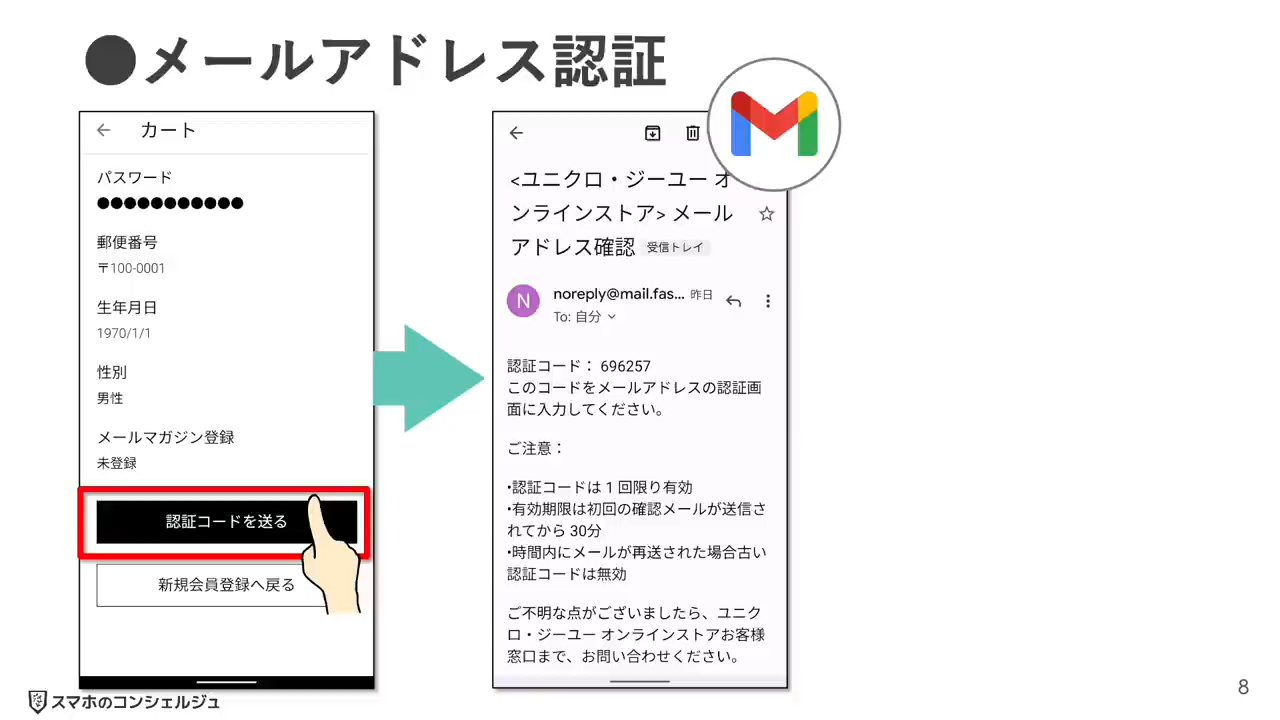 ●メールアドレス認証
カート
パスワード
●●●●●●●●●●●
郵便番号
〒100-0001
生年月日
1970/1/1
性別
男性
メールマガジン登録
未登録
認証コードを送る
新規会員登録へ戻る
<ユニクロ・ジーユー オ
ンラインストア> メール
アドレス確認 受信トレイ
N
noreply@mail.fas... 昨日
To: 自分
認証コード： 696257
このコードをメールアドレスの認証画
面に入力してください。
ご注意：
・認証コードは 1 回限り有効
・有効期限は初回の確認メールが送信さ
れてから 30分
・時間内にメールが再送された場合古い
認証コードは無効
ご不明な点がございましたら、ユニク
ロ・ジーユー オンラインストアお客様
窓口まで、お問い合わせください。
スマホのコンシェルジュ
8